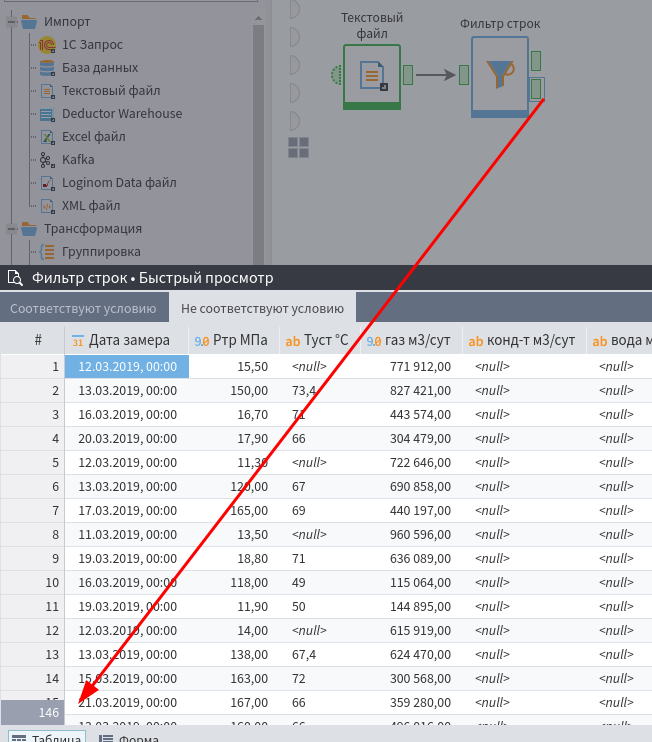 Импорт
1С Запрос
База данных
Текстовый файл
Deductor Warehouse
Excel файл
Kafka
Loginom Data файл
XML файл
Трансформация
Группировка
Текстовый
файл
Фильтр строк
Фильтр строк • Быстрый просмотр
Соответствуют условию Не соответствуют условию
# 31 Дата замера 9.0 Ртр МПа ab Туст °С 9.0 газ м3/сут ab конд-т м3/сут ab вода м
1 12.03.2019, 00:00 15,50 <null> 771 912,00 <null> <null>
2 13.03.2019, 00:00 150,00 73,4 827 421,00 <null> <null>
3 16.03.2019, 00:00 16,70 71 443 574,00 <null> <null>
4 20.03.2019, 00:00 17,90 66 304 479,00 <null> <null>
5 12.03.2019, 00:00 11,30 <null> 722 646,00 <null> <null>
6 13.03.2019, 00:00 120,00 67 690 858,00 <null> <null>
7 17.03.2019, 00:00 165,00 69 440 197,00 <null> <null>
8 11.03.2019, 00:00 13,50 <null> 960 596,00 <null> <null>
9 19.03.2019, 00:00 18,80 71 636 089,00 <null> <null>
10 16.03.2019, 00:00 118,00 49 115 064,00 <null> <null>
11 19.03.2019, 00:00 11,90 50 144 895,00 <null> <null>
12 12.03.2019, 00:00 14,00 <null> 615 919,00 <null> <null>
13 13.03.2019, 00:00 138,00 67,4 624 470,00 <null> <null>
14 15.03.2019, 00:00 163,00 72 300 568,00 <null> <null>
21.03.2019, 00:00 167,00 66 359 280,00 <null> <null>
146
Таблица Форма